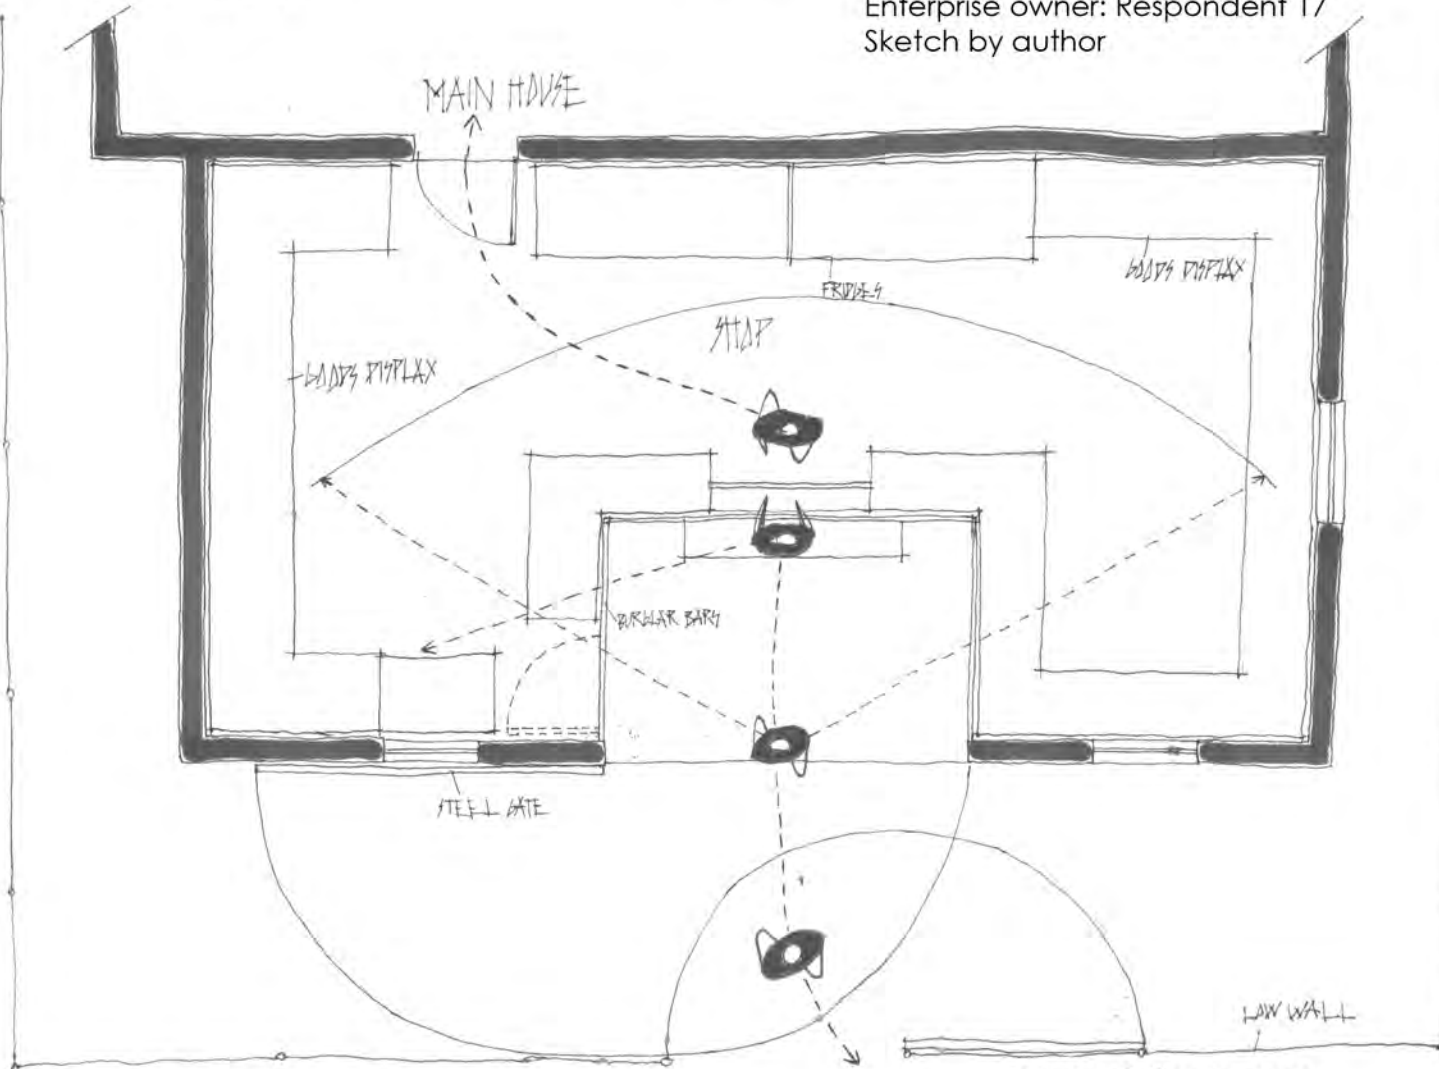 Enterprise owner: Respondent 17
Sketch by author
MAIN HOUSE
GOODS DISPLAY
FRIDGES
SHOP
GOODS DISPLAY
BURGLAR BARS
STEEL GATE
LOW WALL